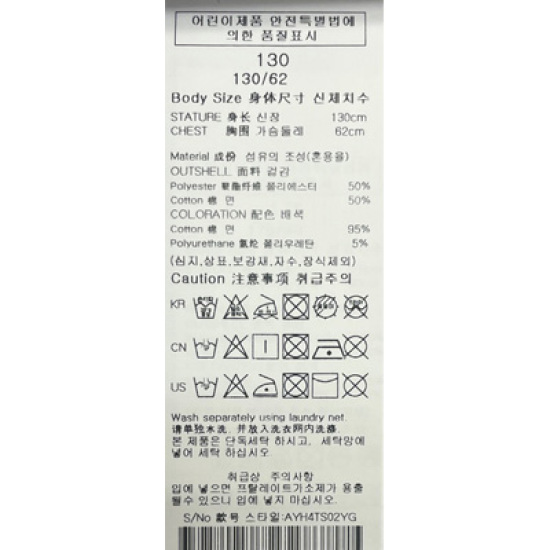 어린이제품 안전특별법에
의한 품질표시
130
130/62
Body Size 身体尺寸 신체치수
STATURE 身长 신장 130cm
CHEST 胸围 가슴둘레 62cm
Material 成份 섬유의 조성(혼용율)
OUTSHELL 面料 겉감
Polyester 聚酯纤维 폴리에스터 50%
Cotton 棉 면 50%
COLORATION 配色 배색
Cotton 棉 면 95%
Polyurethane 氨纶 폴리우레탄 5%
(심지,상표,보강재,자수,장식제외)
Caution 注意事项 취급주의
KR
CN
US
Wash separately using laundry net.
请单独水洗. 并放入洗衣网内洗涤.
본 제품은 단독세탁 하시고, 세탁망에
넣어 세탁 하십시오.
취급상 주의사항
입에 넣으면 프탈레이트가소제가 용출
될수 있으니 입에 넣지 마십시오.
S/No 款号 스타일:AYH4TS02YG